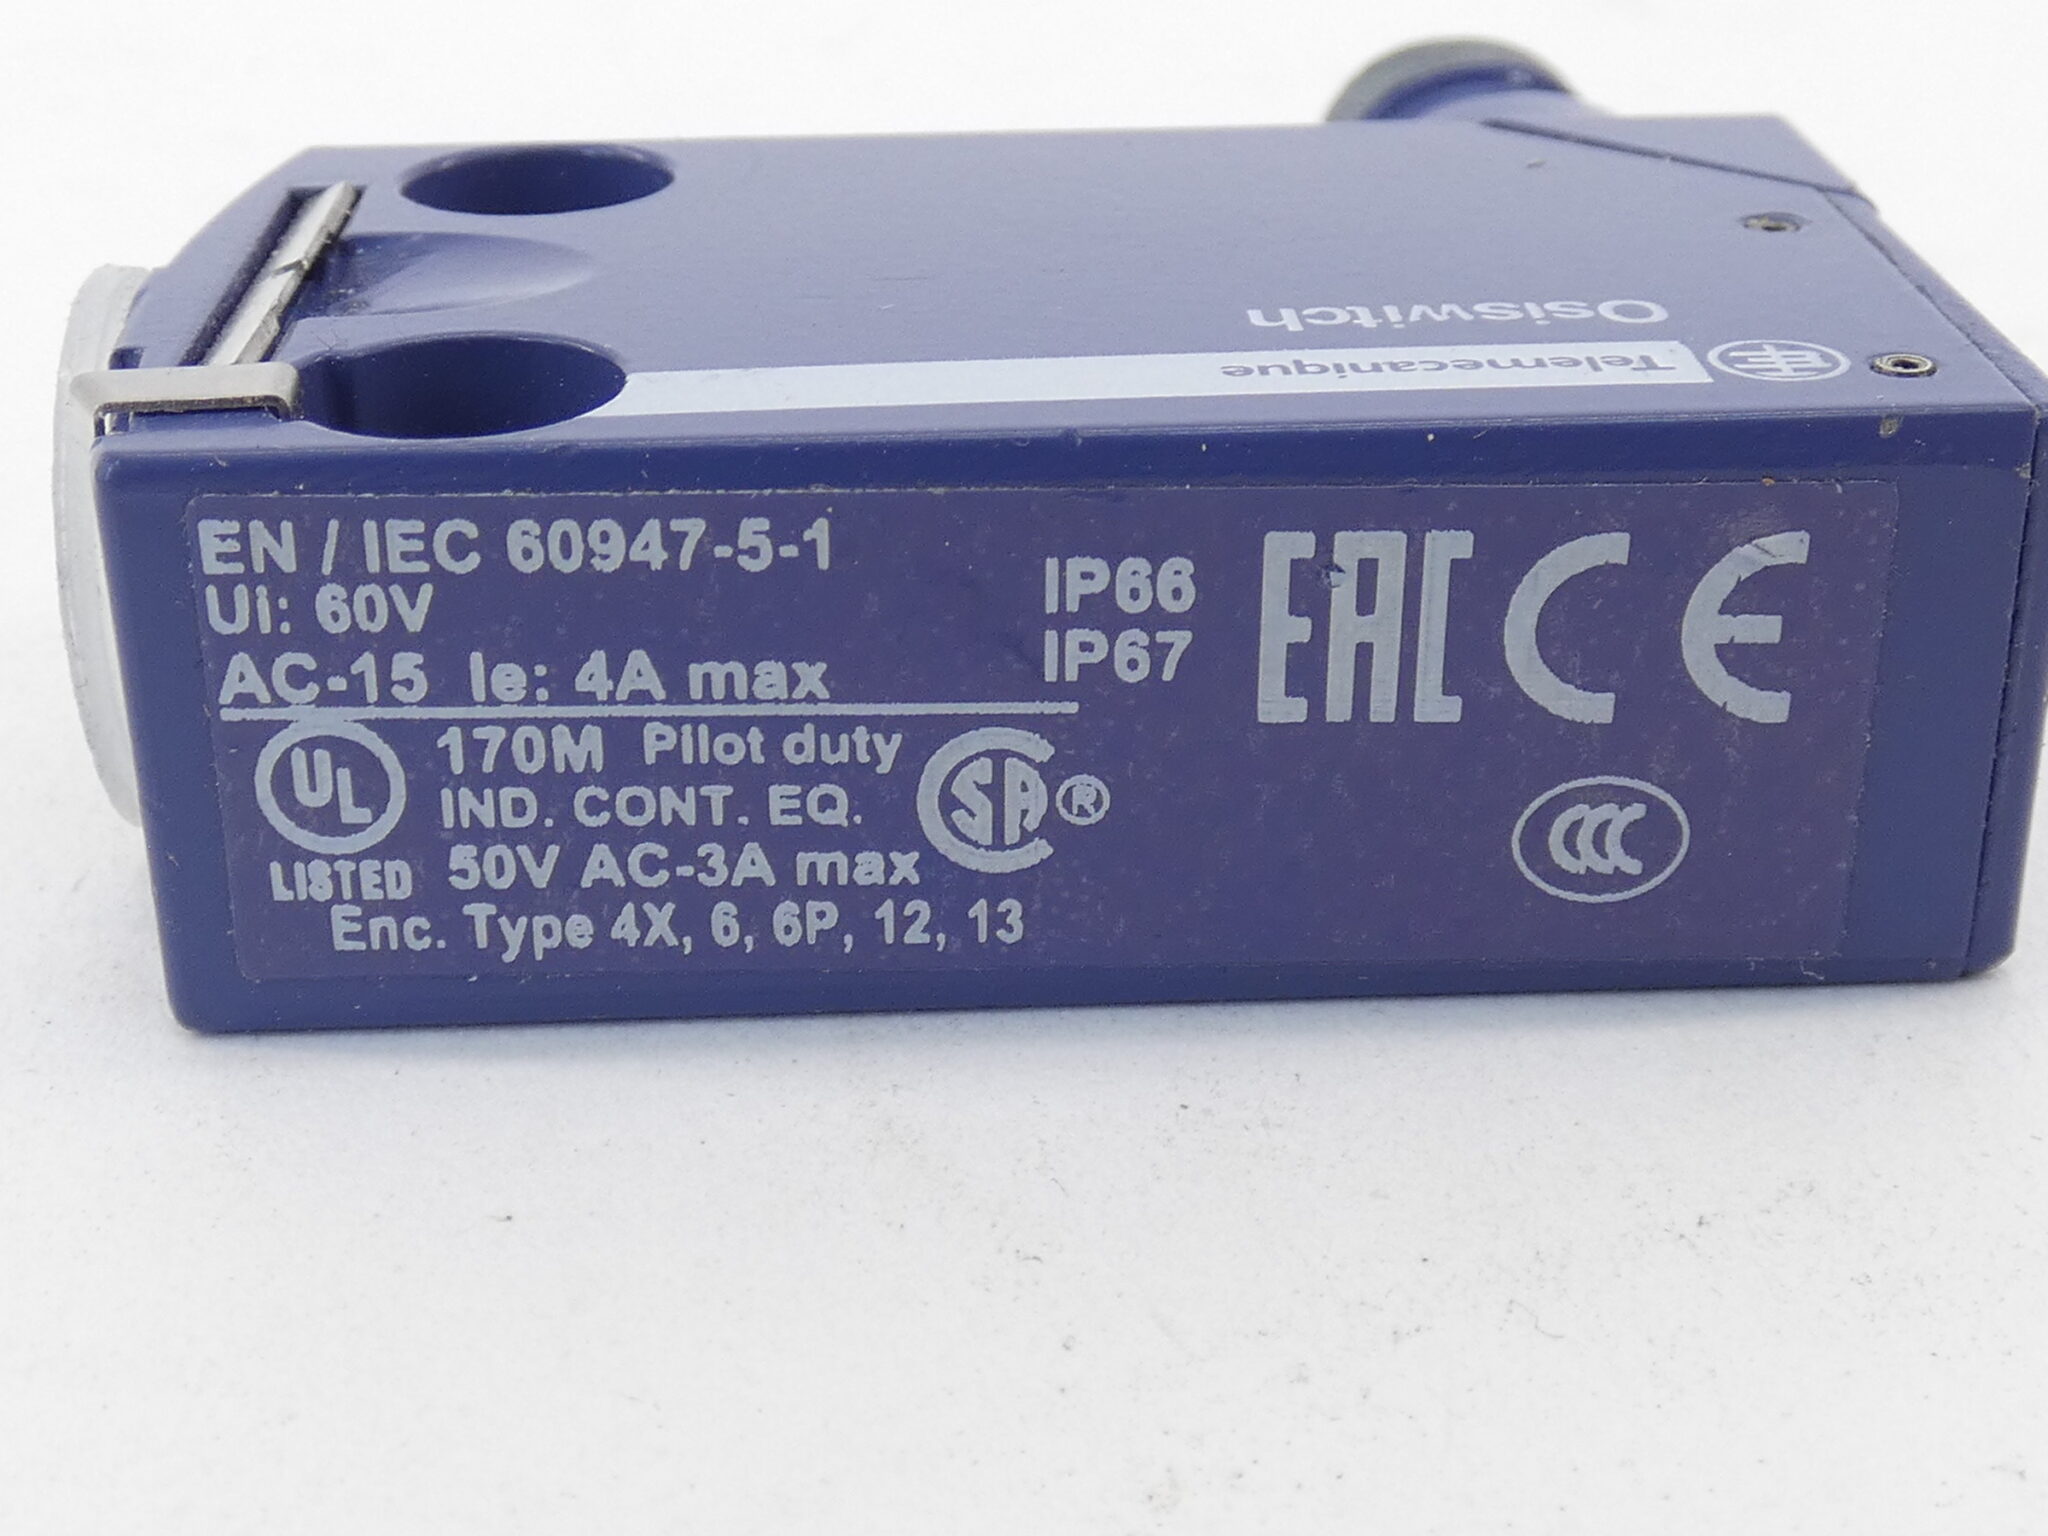 Osiswitch
Telemecanique
EN / IEC 60947-5-1
Ui: 60V
AC-15 Ie: 4A max
IP66
IP67
EAC CE
UL
LISTED
170M Pilot duty
IND. CONT. EQ.
50V AC-3A max
Enc. Type 4X, 6, 6P, 12, 13
CSA ®
CCC